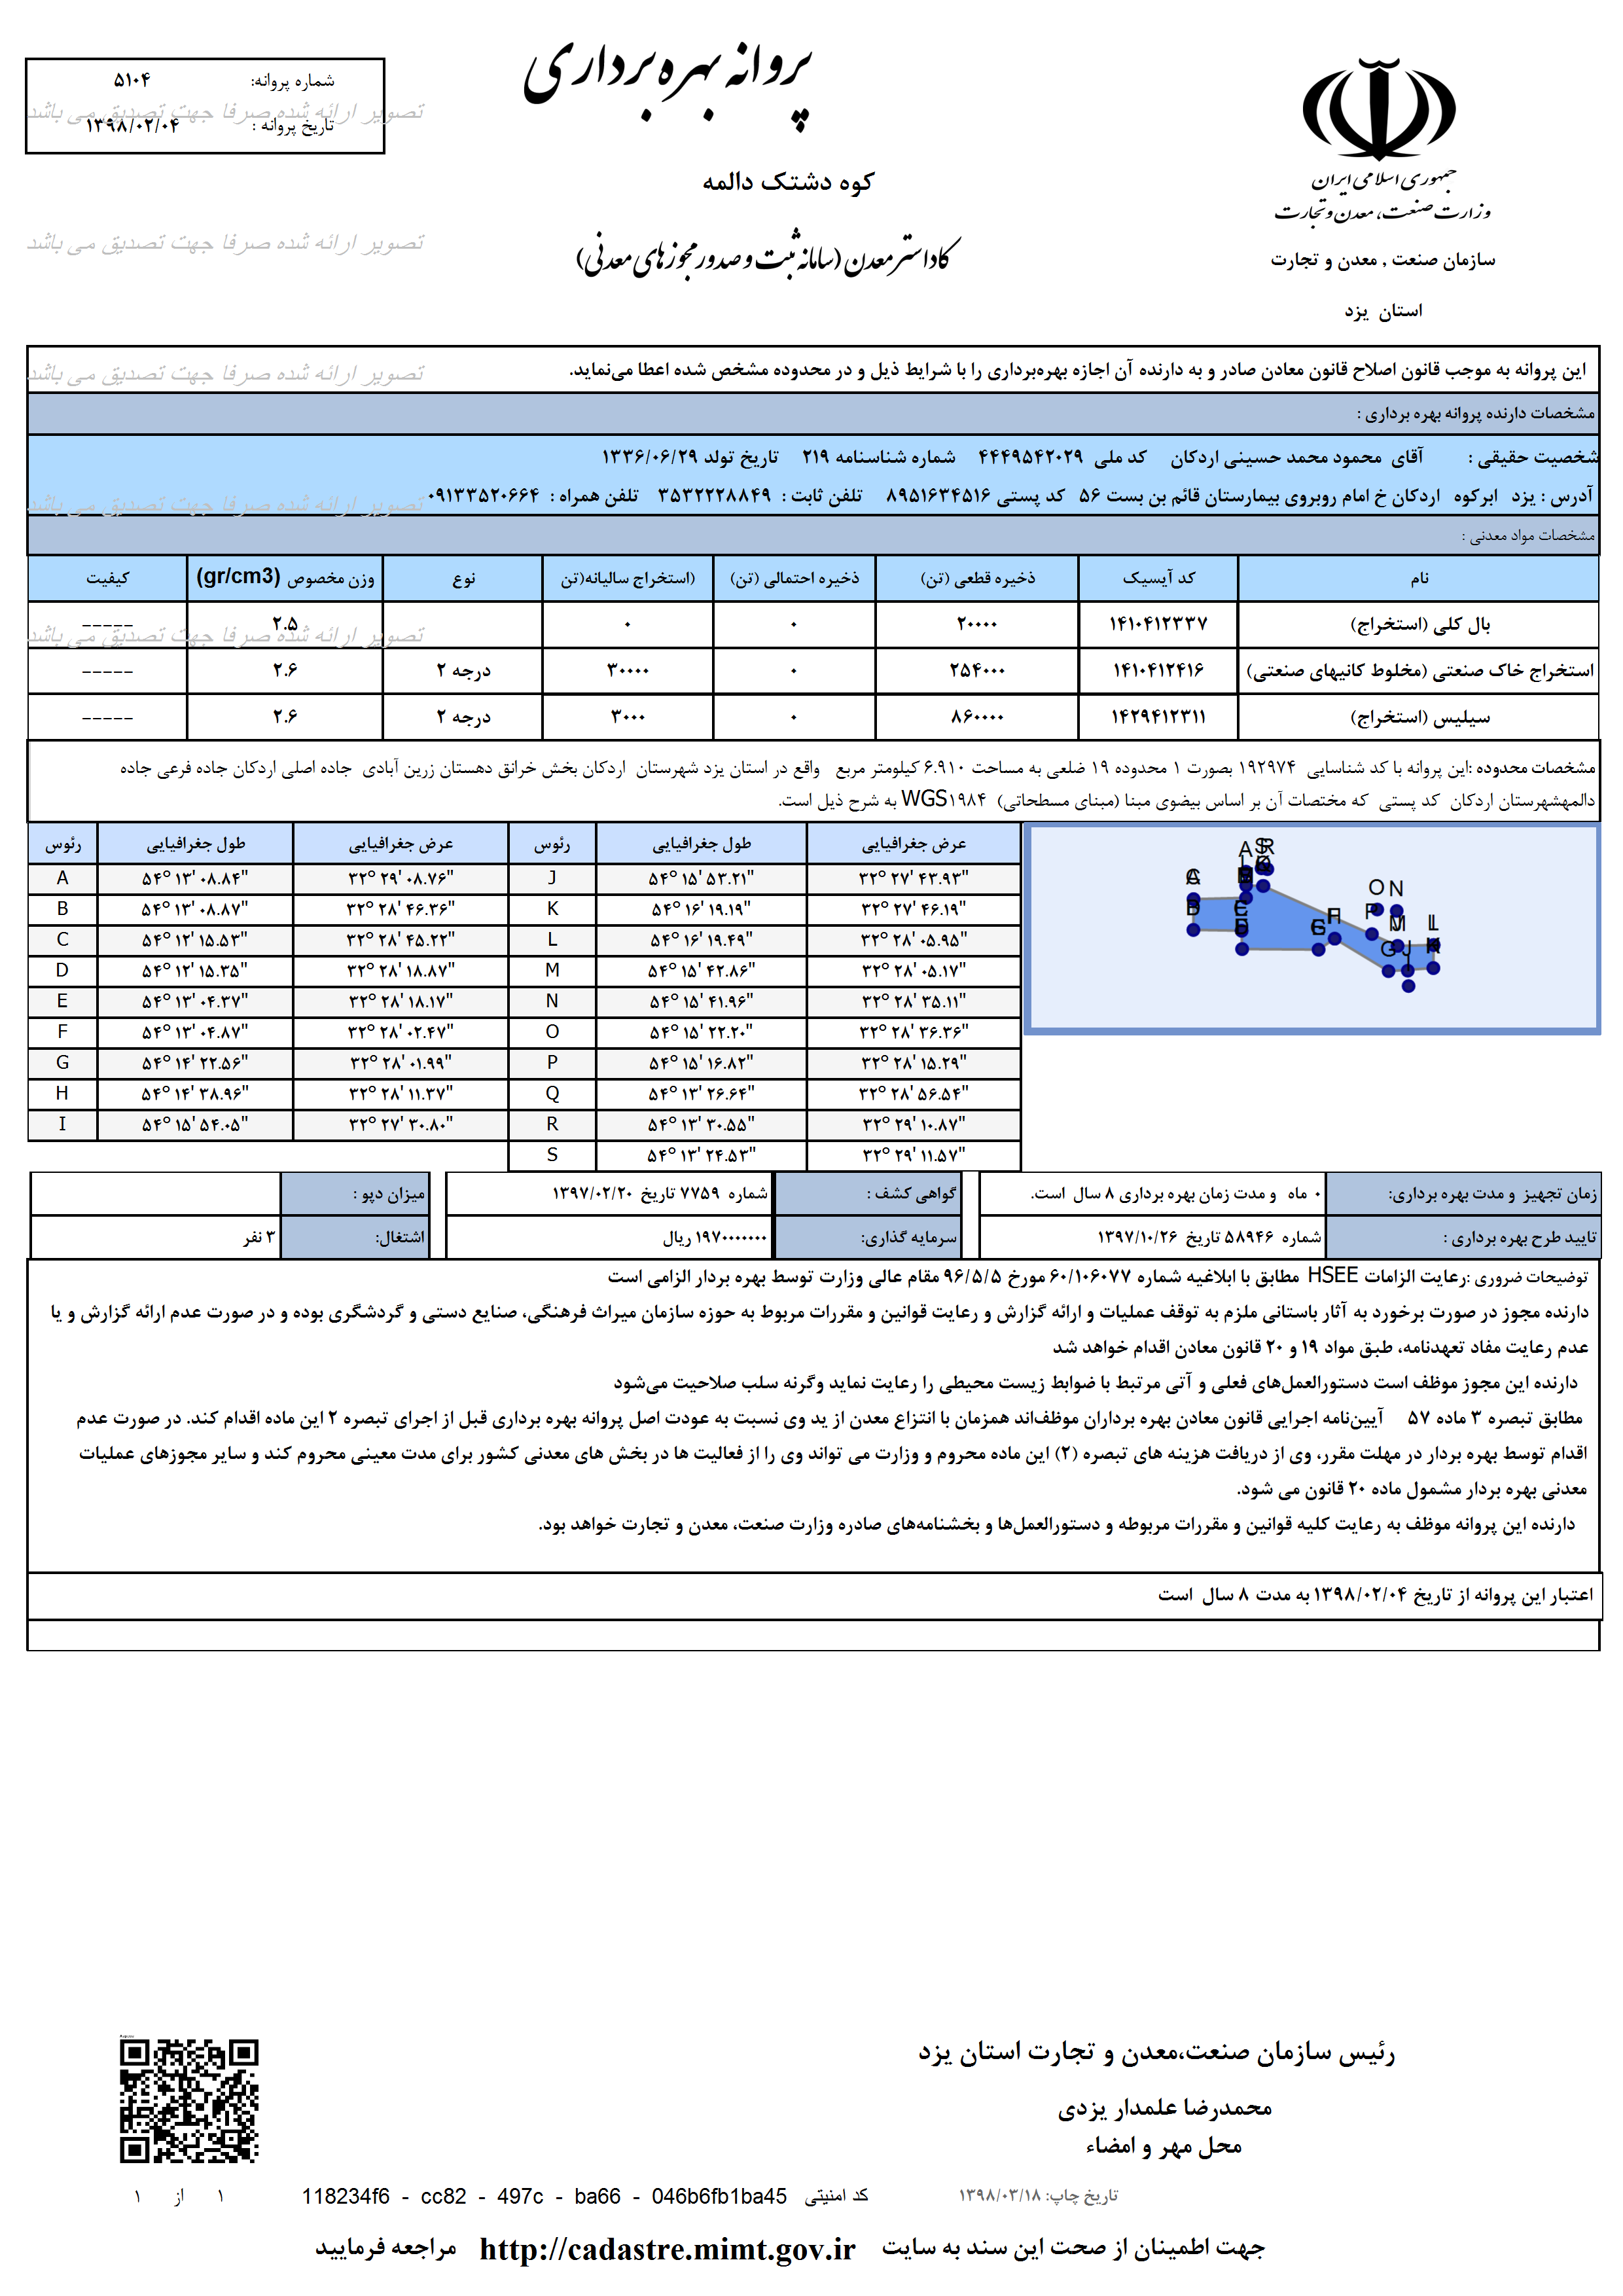 پروانه بهره برداری
کوه دشتک دالمه
کاداستر معدن (سامانه ثبت و صدور مجوزهای معدنی)
جمهوری اسلامی ایران
وزارت صنعت، معدن و تجارت
سازمان صنعت , معدن و تجارت
استان یزد
شماره پروانه: ۵۱۰۴
تصویر ارائه شده صرفا جهت تصدیق می باشد
تاریخ پروانه : ۱۳۹۸/۰۲/۰۴
تصویر ارائه شده صرفا جهت تصدیق می باشد
تصویر ارائه شده صرفا جهت تصدیق می باشد
این پروانه به موجب قانون اصلاح قانون معادن صادر و به دارنده آن اجازه بهره‌برداری را با شرایط ذیل و در محدوده مشخص شده اعطا می‌نماید.
مشخصات دارنده پروانه بهره برداری :
شخصیت حقیقی : آقای محمود محمد حسینی اردکان کد ملی ۴۴۴۹۵۴۲۰۲۹ شماره شناسنامه ۲۱۹ تاریخ تولد ۱۳۳۶/۰۶/۲۹
آدرس : یزد ابرکوه اردکان خ امام روبروی بیمارستان قائم بن بست ۵۶ کد پستی ۸۹۵۱۶۳۴۵۱۶ تلفن ثابت : ۳۵۳۲۲۲۸۸۴۹ تلفن همراه : ۰۹۱۳۳۵۲۰۶۶۴
تصویر ارائه شده صرفا جهت تصدیق می باشد
مشخصات مواد معدنی :
نام کد آیسیک ذخیره قطعی (تن) ذخیره احتمالی (تن) استخراج سالیانه(تن) نوع وزن مخصوص (gr/cm3) کیفیت
بال کلی (استخراج) ۱۴۱۰۴۱۲۳۳۷ ۲۰۰۰۰ ۰ ۰ ۲.۵ -----
تصویر ارائه شده صرفا جهت تصدیق می باشد
استخراج خاک صنعتی (مخلوط کانیهای صنعتی) ۱۴۱۰۴۱۲۴۱۶ ۲۵۴۰۰۰ ۰ ۳۰۰۰۰ درجه ۲ ۲.۶ -----
سیلیس (استخراج) ۱۴۲۹۴۱۲۳۱۱ ۸۶۰۰۰۰ ۰ ۳۰۰۰ درجه ۲ ۲.۶ -----
مشخصات محدوده :این پروانه با کد شناسایی ۱۹۲۹۷۴ بصورت ۱ محدوده ۱۹ ضلعی به مساحت ۶.۹۱۰ کیلومتر مربع واقع در استان یزد شهرستان اردکان بخش خرانق دهستان زرین آبادی جاده اصلی اردکان جاده فرعی جاده
دالمهشهرستان اردکان کد پستی که مختصات آن بر اساس بیضوی مبنا (مبنای مسطحاتی) WGS۱۹۸۴ به شرح ذیل است.
رئوس طول جغرافیایی عرض جغرافیایی رئوس طول جغرافیایی عرض جغرافیایی
A ۵۴° ۱۳' ۰۸.۸۴" ۳۲° ۲۹' ۰۸.۷۶" J ۵۴° ۱۵' ۵۳.۲۱" ۳۲° ۲۷' ۴۳.۹۳"
B ۵۴° ۱۳' ۰۸.۸۷" ۳۲° ۲۸' ۴۶.۳۶" K ۵۴° ۱۶' ۱۹.۱۹" ۳۲° ۲۷' ۴۶.۱۹"
C ۵۴° ۱۲' ۱۵.۵۳" ۳۲° ۲۸' ۴۵.۲۲" L ۵۴° ۱۶' ۱۹.۴۹" ۳۲° ۲۸' ۰۵.۹۵"
D ۵۴° ۱۲' ۱۵.۳۵" ۳۲° ۲۸' ۱۸.۸۷" M ۵۴° ۱۵' ۴۲.۸۶" ۳۲° ۲۸' ۰۵.۱۷"
E ۵۴° ۱۳' ۰۴.۳۷" ۳۲° ۲۸' ۱۸.۱۷" N ۵۴° ۱۵' ۴۱.۹۶" ۳۲° ۲۸' ۳۵.۱۱"
F ۵۴° ۱۳' ۰۴.۸۷" ۳۲° ۲۸' ۰۲.۴۷" O ۵۴° ۱۵' ۲۲.۲۰" ۳۲° ۲۸' ۳۶.۳۶"
G ۵۴° ۱۴' ۲۲.۵۶" ۳۲° ۲۸' ۰۱.۹۹" P ۵۴° ۱۵' ۱۶.۸۲" ۳۲° ۲۸' ۱۵.۲۹"
H ۵۴° ۱۴' ۳۸.۹۶" ۳۲° ۲۸' ۱۱.۳۷" Q ۵۴° ۱۳' ۲۶.۶۴" ۳۲° ۲۸' ۵۶.۵۴"
I ۵۴° ۱۵' ۵۴.۰۵" ۳۲° ۲۷' ۳۰.۸۰" R ۵۴° ۱۳' ۳۰.۵۵" ۳۲° ۲۹' ۱۰.۸۷"
S ۵۴° ۱۳' ۲۴.۵۳" ۳۲° ۲۹' ۱۱.۵۷"
زمان تجهیز و مدت بهره برداری: ۰ ماه و مدت زمان بهره برداری ۸ سال است. گواهی کشف : شماره ۷۷۵۹ تاریخ ۱۳۹۷/۰۲/۲۰ میزان دپو :
تایید طرح بهره برداری : شماره ۵۸۹۴۶ تاریخ ۱۳۹۷/۱۰/۲۶ سرمایه گذاری: ۱۹۷۰۰۰۰۰۰۰ ریال اشتغال: ۳ نفر
توضیحات ضروری :رعایت الزامات HSEE مطابق با ابلاغیه شماره ۶۰/۱۰۶۰۷۷ مورخ ۹۶/۵/۵ مقام عالی وزارت توسط بهره بردار الزامی است
دارنده مجوز در صورت برخورد به آثار باستانی ملزم به توقف عملیات و ارائه گزارش و رعایت قوانین و مقررات مربوط به حوزه سازمان میراث فرهنگی، صنایع دستی و گردشگری بوده و در صورت عدم ارائه گزارش و یا
عدم رعایت مفاد تعهدنامه، طبق مواد ۱۹ و ۲۰ قانون معادن اقدام خواهد شد
دارنده این مجوز موظف است دستورالعمل‌های فعلی و آتی مرتبط با ضوابط زیست محیطی را رعایت نماید وگرنه سلب صلاحیت می‌شود
مطابق تبصره ۳ ماده ۵۷ آیین‌نامه اجرایی قانون معادن بهره برداران موظف‌اند همزمان با انتزاع معدن از ید وی نسبت به عودت اصل پروانه بهره برداری قبل از اجرای تبصره ۲ این ماده اقدام کند. در صورت عدم
اقدام توسط بهره بردار در مهلت مقرر، وی از دریافت هزینه های تبصره (۲) این ماده محروم و وزارت می تواند وی را از فعالیت ها در بخش های معدنی کشور برای مدت معینی محروم کند و سایر مجوزهای عملیات
معدنی بهره بردار مشمول ماده ۲۰ قانون می شود.
دارنده این پروانه موظف به رعایت کلیه قوانین و مقررات مربوطه و دستورالعمل‌ها و بخشنامه‌های صادره وزارت صنعت، معدن و تجارت خواهد بود.
اعتبار این پروانه از تاریخ ۱۳۹۸/۰۲/۰۴ به مدت ۸ سال است
رئیس سازمان صنعت،معدن و تجارت استان یزد
محمدرضا علمدار یزدی
محل مهر و امضاء
تاریخ چاپ: ۱۳۹۸/۰۳/۱۸ کد امنیتی 118234f6 - cc82 - 497c - ba66 - 046b6fb1ba45 ۱ از ۱
جهت اطمینان از صحت این سند به سایت http://cadastre.mimt.gov.ir مراجعه فرمایید